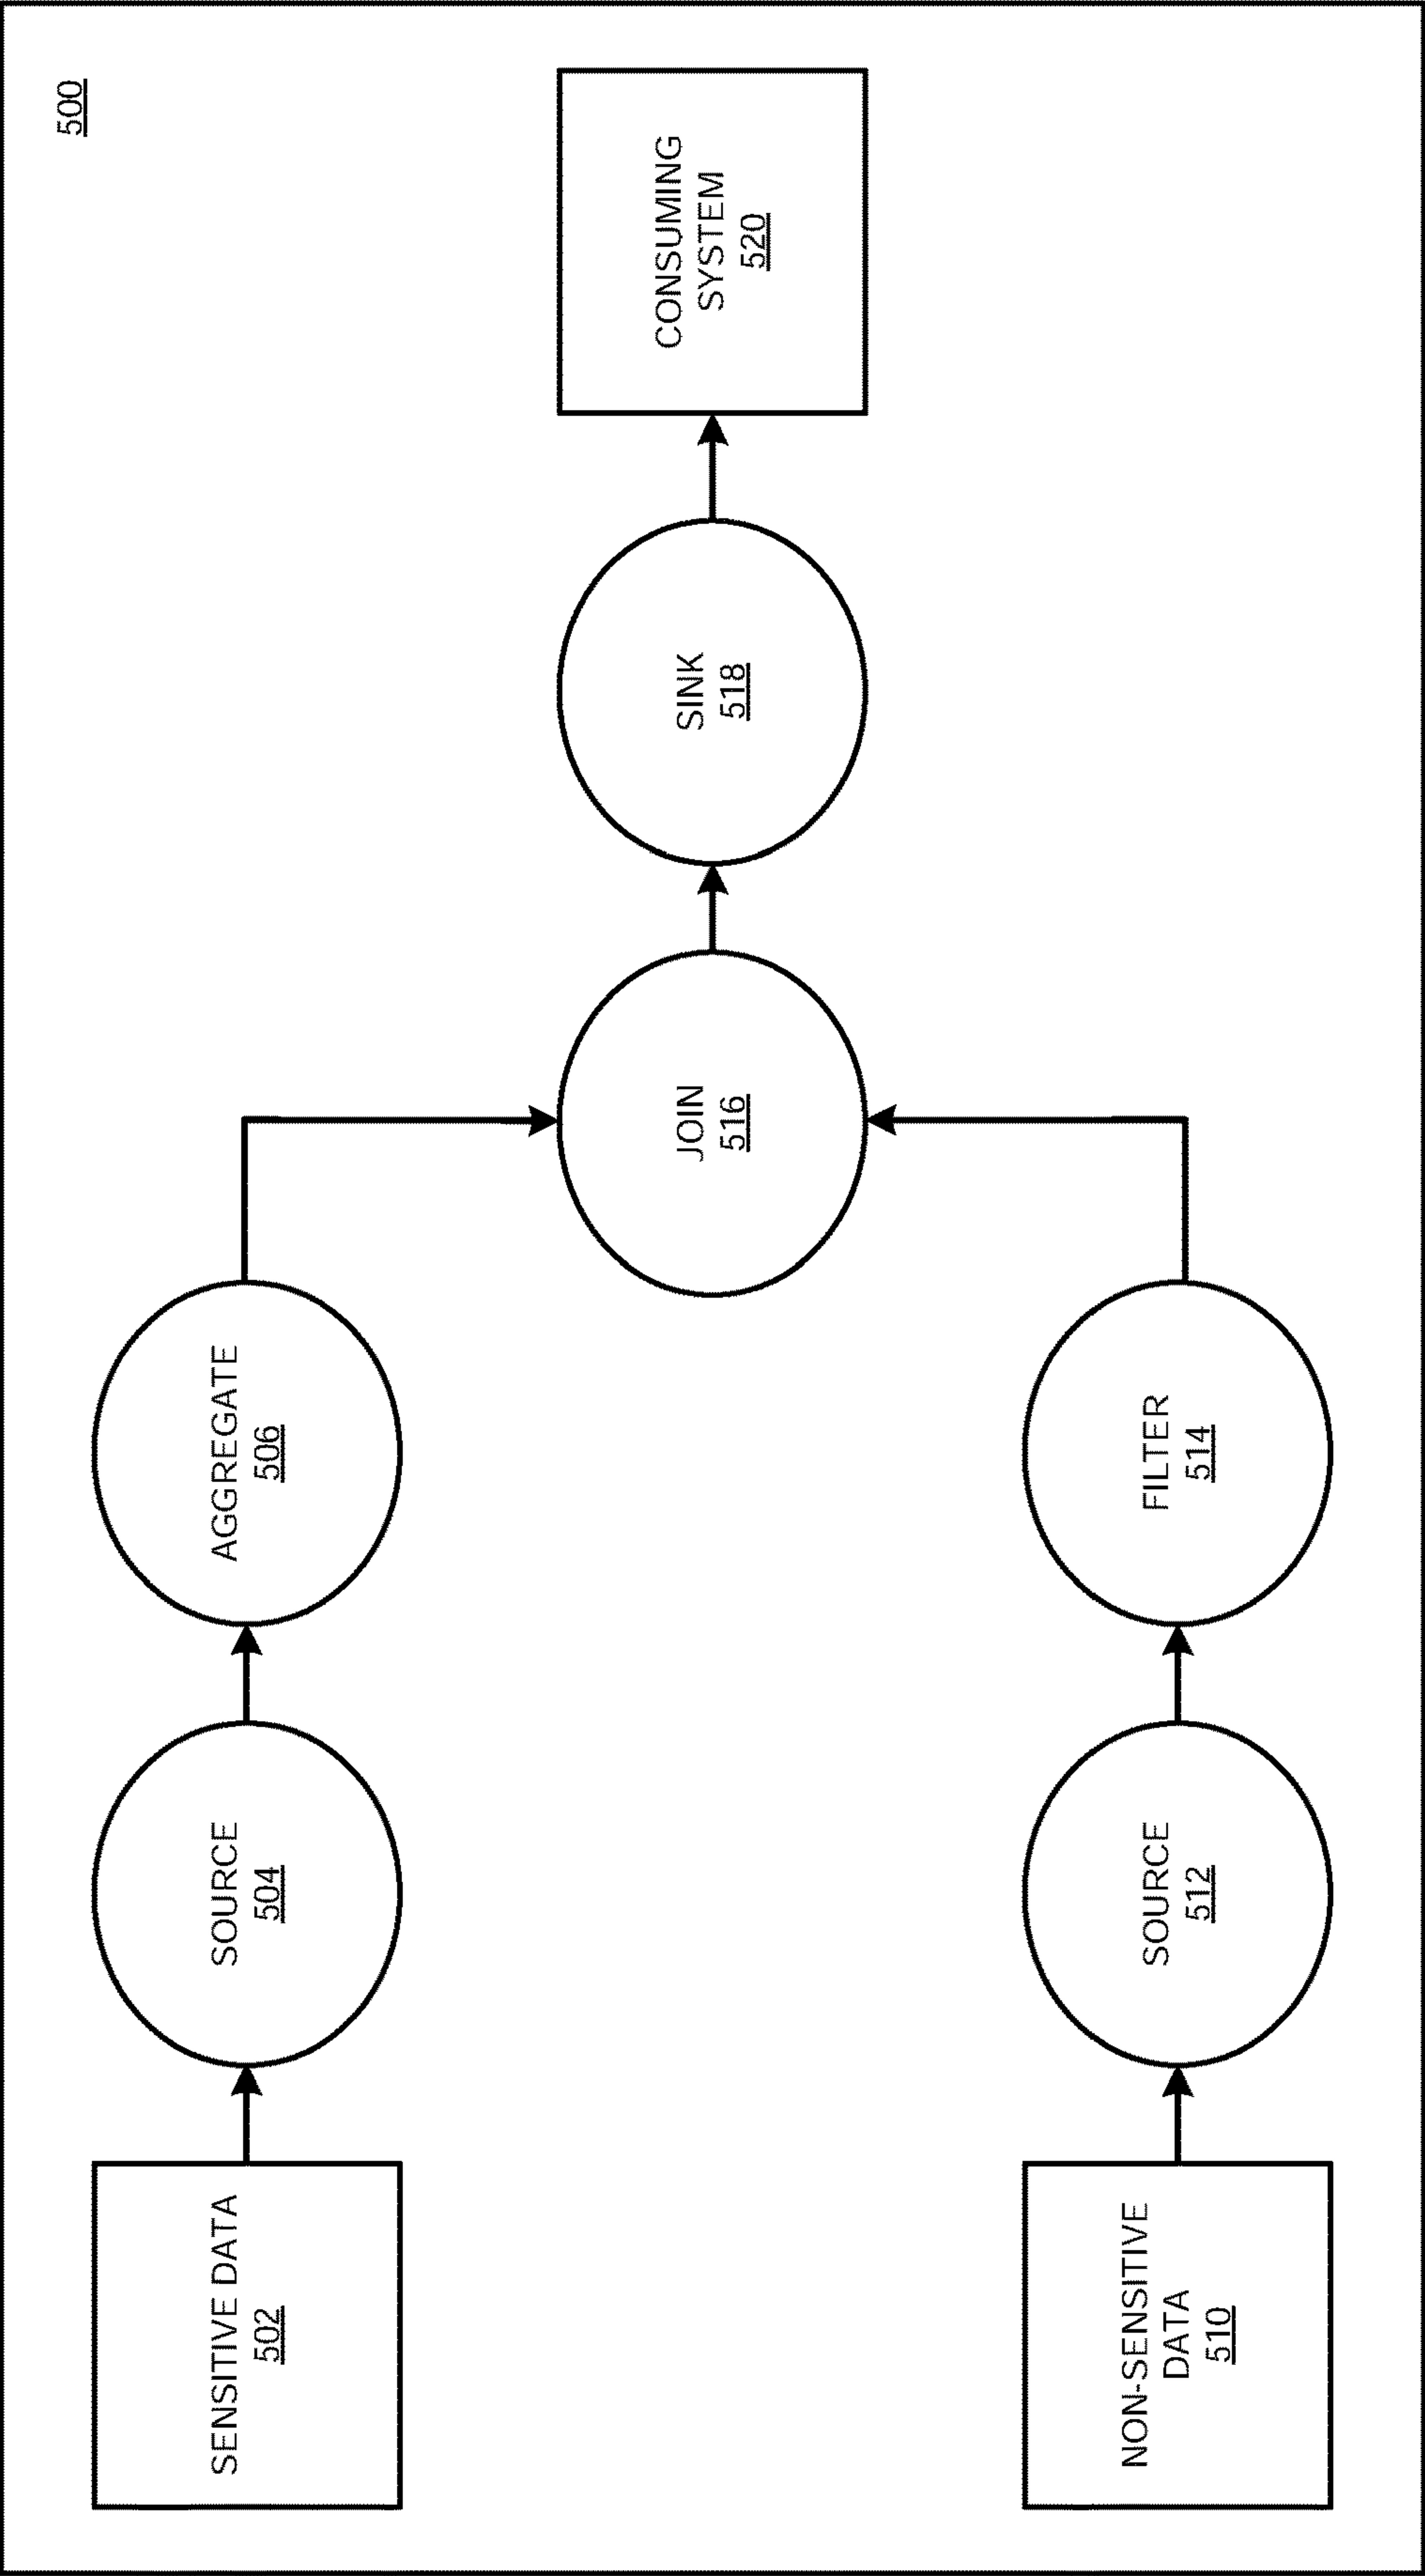 500
SENSITIVE DATA
502
SOURCE
504
AGGREGATE
506
JOIN
516
SINK
518
CONSUMING
SYSTEM
520
NON-SENSITIVE
DATA
510
SOURCE
512
FILTER
514